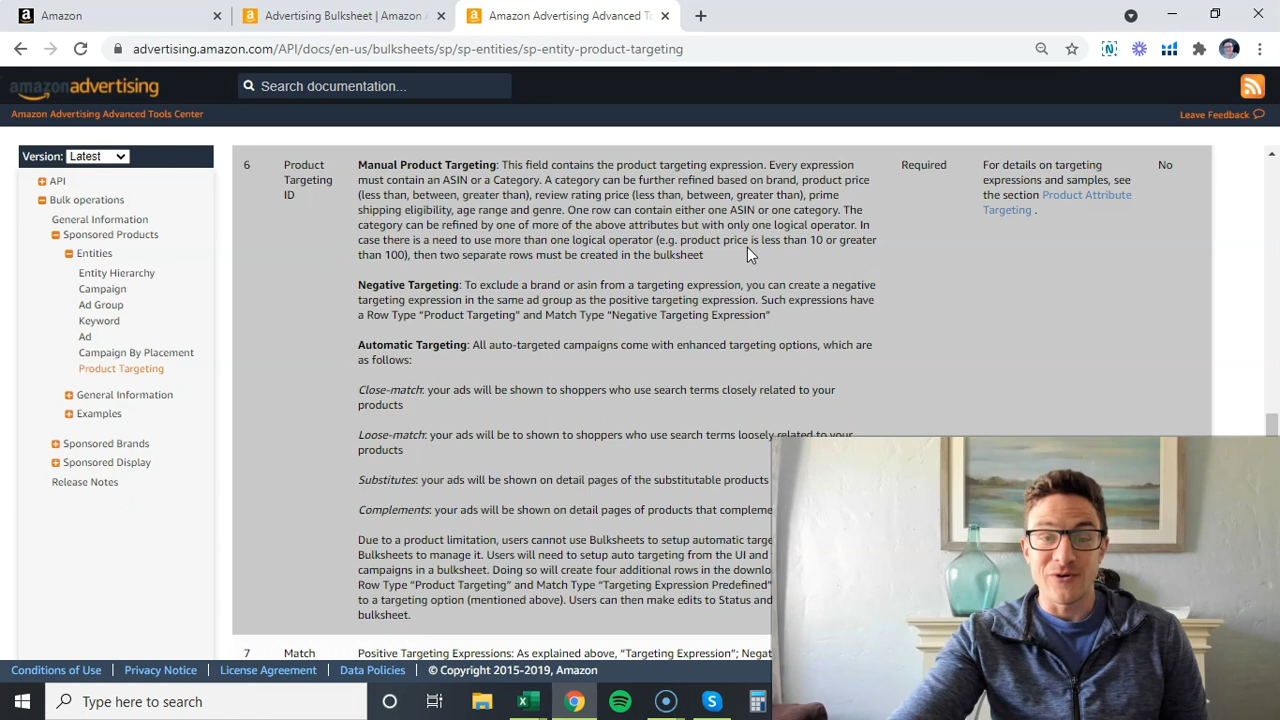 Amazon
Advertising Bulksheet | Amazon A
Amazon Advertising Advanced To
advertising.amazon.com/API/docs/en-us/bulksheets/sp/sp-entities/sp-entity-product-targeting
amazonadvertising
Search documentation...
Amazon Advertising Advanced Tools Center
Leave Feedback
Version: Latest
API
Bulk operations
General Information
Sponsored Products
Entities
Entity Hierarchy
Campaign
Ad Group
Keyword
Ad
Campaign By Placement
Product Targeting
General Information
Examples
Sponsored Brands
Sponsored Display
Release Notes
6
Product
Targeting
ID
Manual Product Targeting: This field contains the product targeting expression. Every expression
must contain an ASIN or a Category. A category can be further refined based on brand, product price
(less than, between, greater than), review rating price (less than, between, greater than), prime
shipping eligibility, age range and genre. One row can contain either one ASIN or one category. The
category can be refined by one of more of the above attributes but with only one logical operator. In
case there is a need to use more than one logical operator (e.g. product price is less than 10 or greater
than 100), then two separate rows must be created in the bulksheet
Negative Targeting: To exclude a brand or asin from a targeting expression, you can create a negative
targeting expression in the same ad group as the positive targeting expression. Such expressions have
a Row Type “Product Targeting” and Match Type “Negative Targeting Expression”
Automatic Targeting: All auto-targeted campaigns come with enhanced targeting options, which are
as follows:
Close-match: your ads will be shown to shoppers who use search terms closely related to your
products
Loose-match: your ads will be to shown to shoppers who use search terms loosely related to your
products
Substitutes: your ads will be shown on detail pages of the substitutable products
Complements: your ads will be shown on detail pages of products that compleme
Due to a product limitation, users cannot use Bulksheets to setup automatic targe
Bulksheets to manage it. Users will need to setup auto targeting from the UI and
campaigns in a bulksheet. Doing so will create four additional rows in the downlo
Row Type “Product Targeting” and Match Type “Targeting Expression Predefined”
to a targeting option (mentioned above). Users can then make edits to Status and
bulksheet.
Required
For details on targeting
expressions and samples, see
the section Product Attribute
Targeting .
No
7
Match
Positive Targeting Expressions: As explained above, “Targeting Expression”; Negat
Conditions of Use
Privacy Notice
License Agreement
Data Policies
© Copyright 2015-2019, Amazon
Type here to search